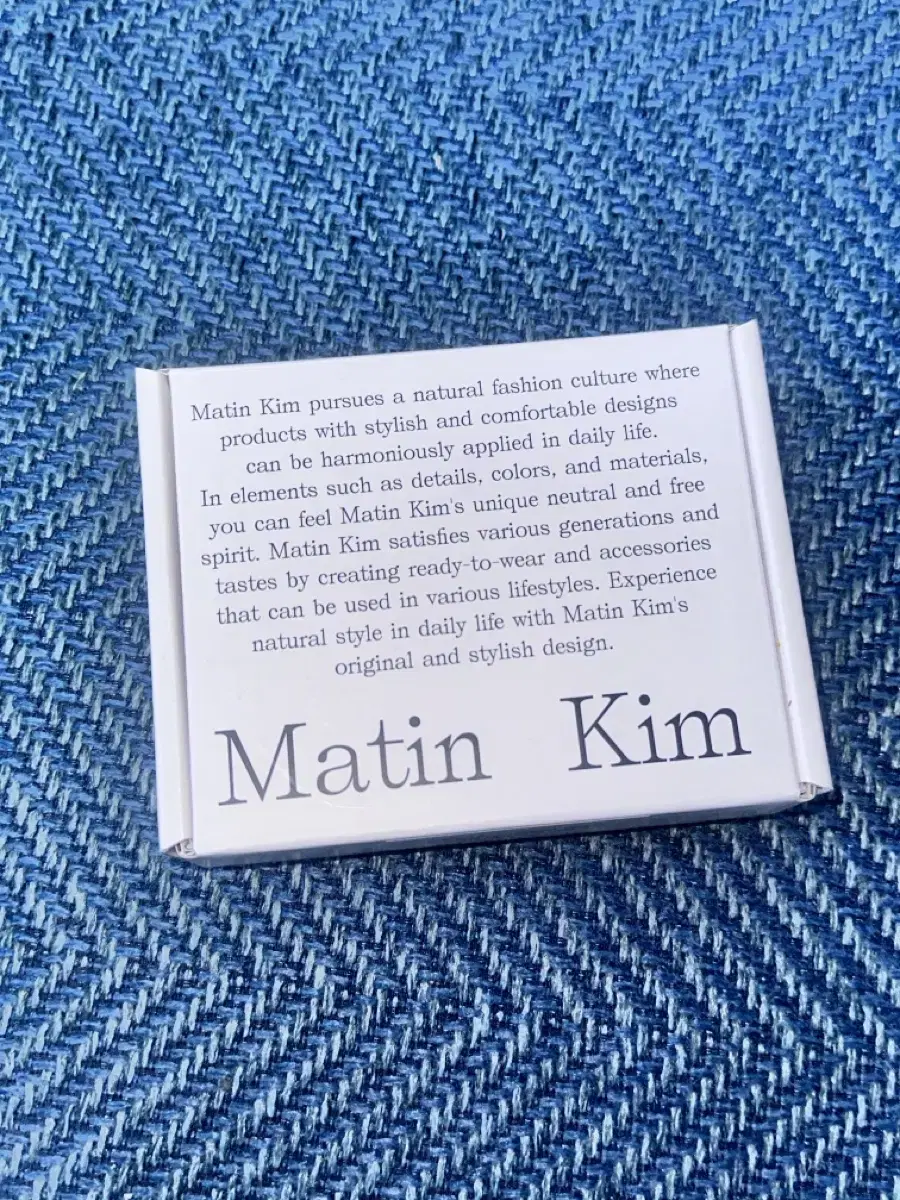 Matin Kim pursues a natural fashion culture where
products with stylish and comfortable designs
can be harmoniously applied in daily life.
In elements such as details, colors, and materials,
you can feel Matin Kim's unique neutral and free
spirit. Matin Kim satisfies various generations and
tastes by creating ready-to-wear and accessories
that can be used in various lifestyles. Experience
natural style in daily life with Matin Kim's
original and stylish design.
Matin Kim